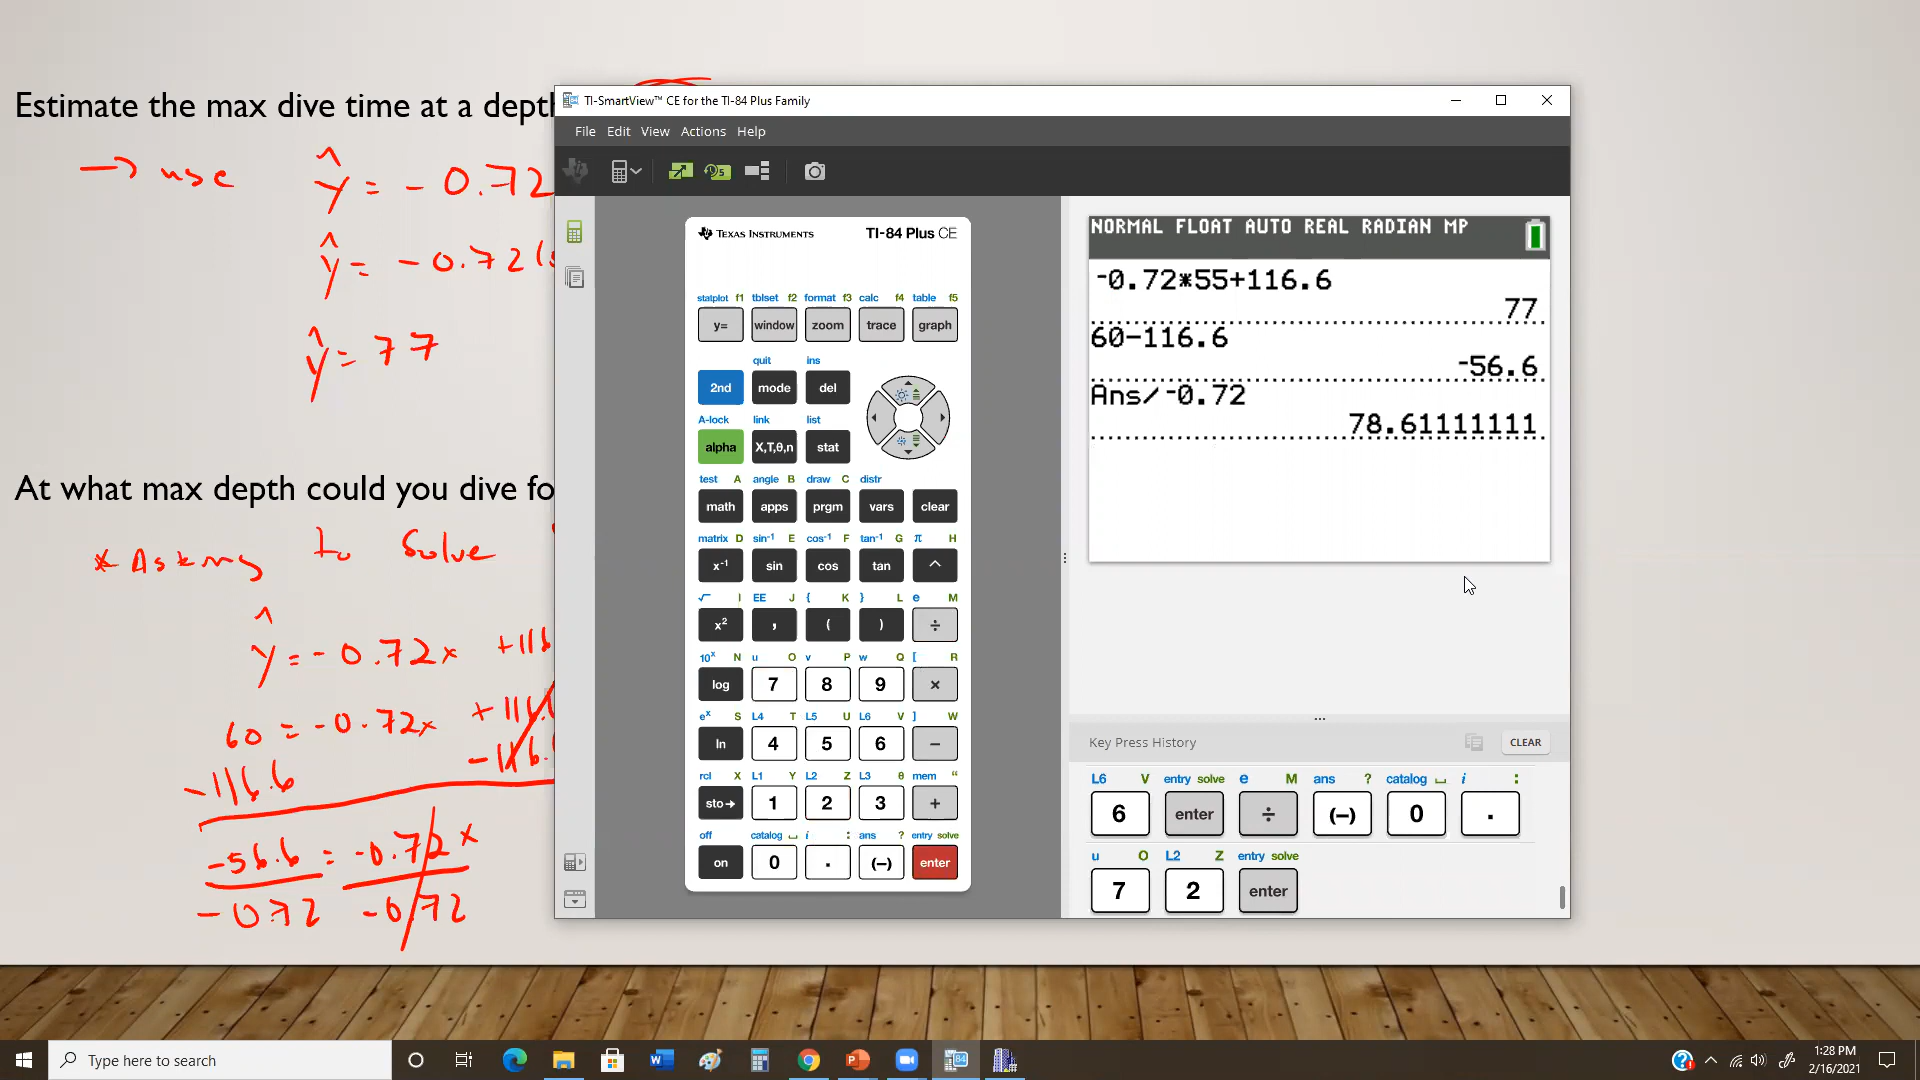 Estimate the max dive time at a depth
→ use ŷ = - 0.72
ŷ = - 0.72(
ŷ = 77
At what max depth could you dive fo
* Asking to Solve
ŷ = - 0.72x +116
60 = -0.72x +116.
-116.6 -116.
-56.6 = -0.72x
-0.72 -0.72
TI-SmartView™ CE for the TI-84 Plus Family
File Edit View Actions Help
TEXAS INSTRUMENTS TI-84 Plus CE
statplot f1 tblset f2 format f3 calc f4 table f5
y= window zoom trace graph
quit ins
2nd mode del
A-lock link list
alpha X,T,θ,n stat
test A angle B draw C distr
math apps prgm vars clear
matrix D sin⁻¹ E cos⁻¹ F tan⁻¹ G π H
x⁻¹ sin cos tan ^
√ I EE J { K } L e M
x² , ( ) ÷
10ˣ N u O v P w Q [ R
log 7 8 9 ×
eˣ S L4 T L5 U L6 V ] W
ln 4 5 6 −
rcl X L1 Y L2 Z L3 θ mem "
sto→ 1 2 3 +
off catalog ⎵ i : ans ? entry solve
on 0 . (−) enter
NORMAL FLOAT AUTO REAL RADIAN MP
-0.72*55+116.6
77
60-116.6
-56.6
Ans/-0.72
78.61111111
Key Press History CLEAR
L6 V entry solve e M ans ? catalog ⎵ i :
6 enter ÷ (−) 0 .
u O L2 Z entry solve
7 2 enter
Type here to search
1:28 PM
2/16/2021